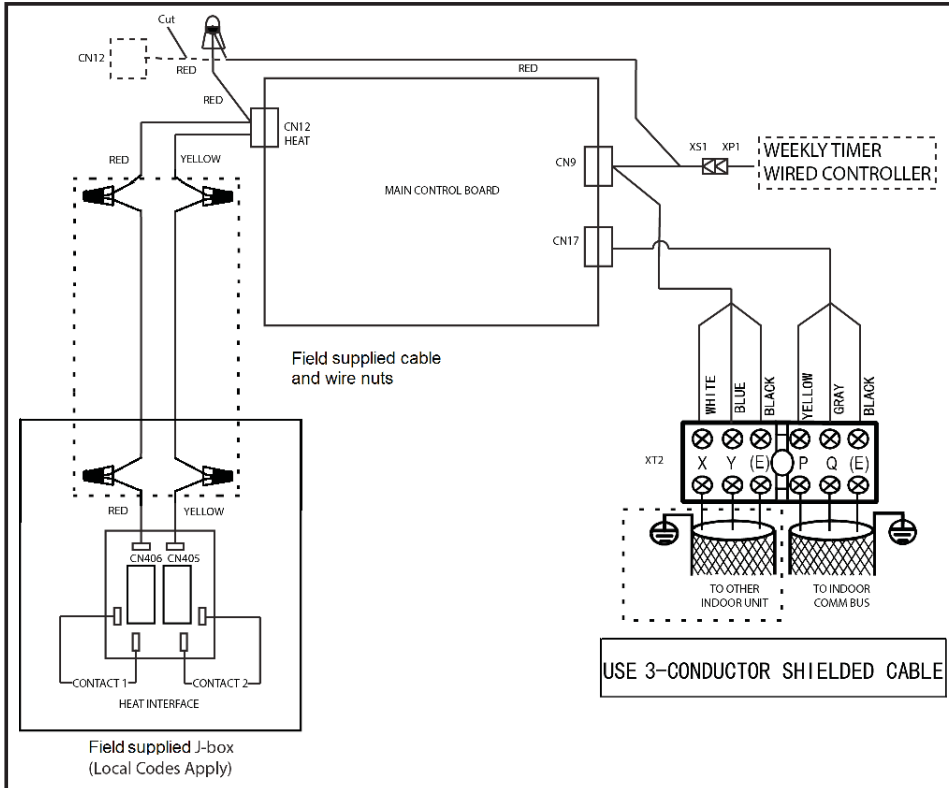 Cut
CN12
RED
RED
RED
CN12
HEAT
RED
YELLOW
MAIN CONTROL BOARD
CN9
CN17
XS1 XP1
WEEKLY TIMER
WIRED CONTROLLER
Field supplied cable
and wire nuts
WHITE
BLUE
BLACK
YELLOW
GRAY
BLACK
XT2
X Y (E) P Q (E)
RED
YELLOW
CN406 CN405
CONTACT 1
CONTACT 2
HEAT INTERFACE
TO OTHER
INDOOR UNIT
TO INDOOR
COMM BUS
USE 3-CONDUCTOR SHIELDED CABLE
Field supplied J-box
(Local Codes Apply)